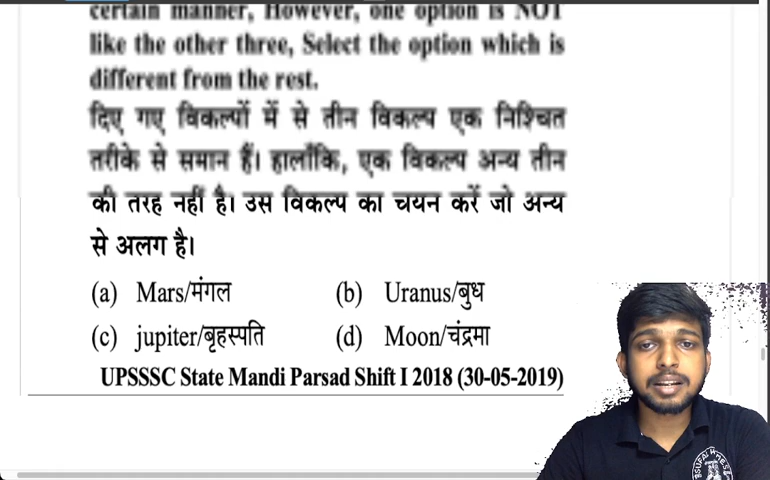 certain manner, However, one option is NOT
like the other three, Select the option which is
different from the rest.
दिए गए विकल्पों में से तीन विकल्प एक निश्चित
तरीके से समान हैं। हालाँकि, एक विकल्प अन्य तीन
की तरह नहीं है। उस विकल्प का चयन करें जो अन्य
से अलग है।
(a) Mars/मंगल (b) Uranus/बुध
(c) jupiter/बृहस्पति (d) Moon/चंद्रमा
UPSSSC State Mandi Parsad Shift I 2018 (30-05-2019)